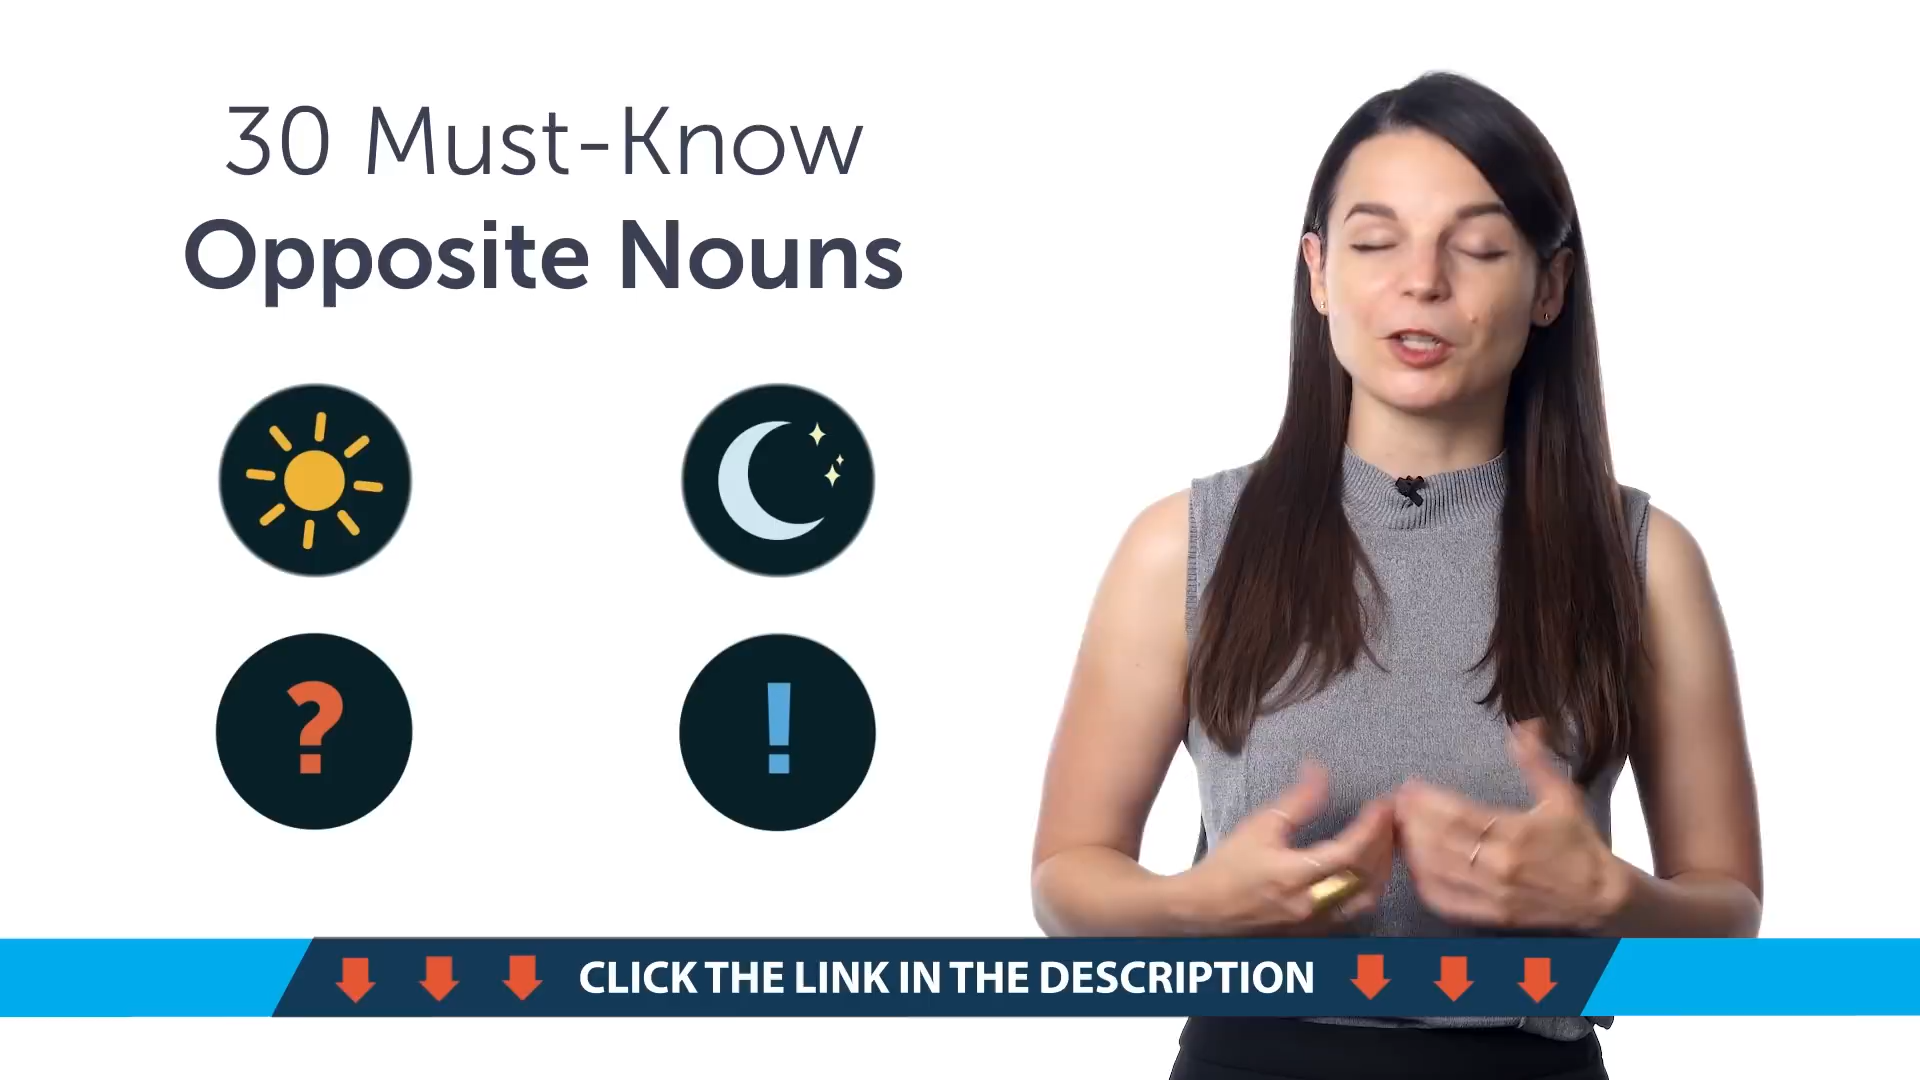 30 Must-Know
Opposite Nouns
?
!
CLICK THE LINK IN THE DESCRIPTION